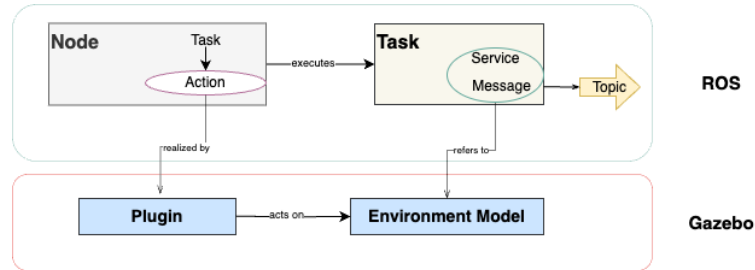 Node
Task
Action
executes
Task
Service
Message
Topic
ROS
realized by
refers to
Plugin
acts on
Environment Model
Gazebo